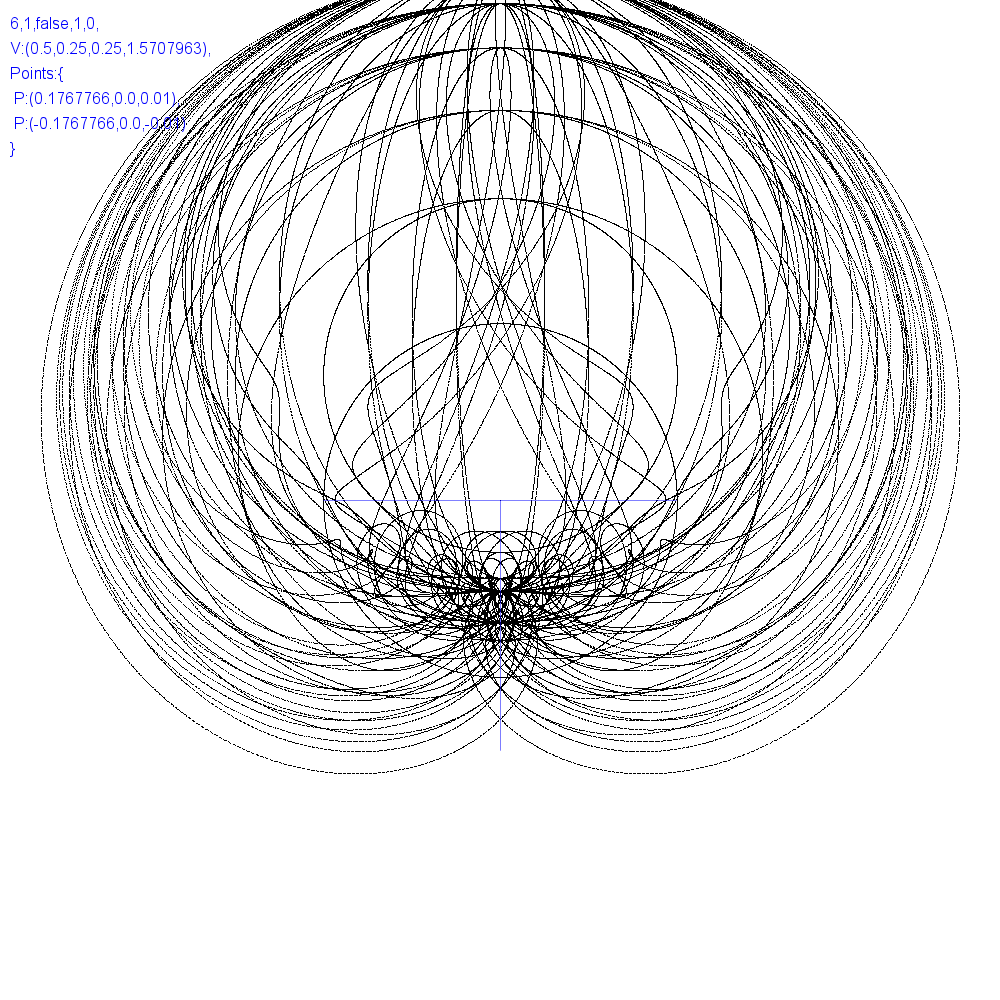 6,1,false,1,0,
V:(0.5,0.25,0.25,1.5707963),
Points:{
P:(0.1767766,0.0,0.01)
P:(-0.1767766,0.0,-0.01)
}